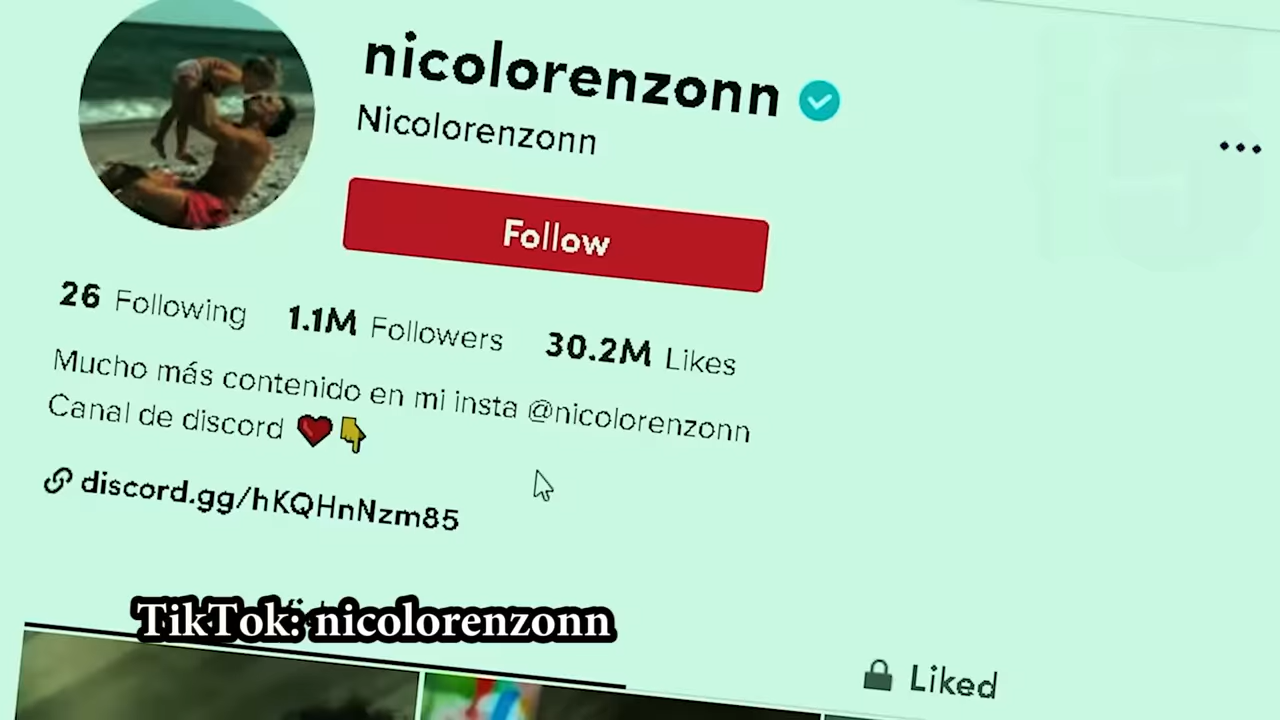 nicolorenzonn
Nicolorenzonn
Follow
26 Following 1.1M Followers 30.2M Likes
Mucho más contenido en mi insta @nicolorenzonn
Canal de discord ❤️👇
discord.gg/hKQHnNzm85
TikTok: nicolorenzonn
Liked